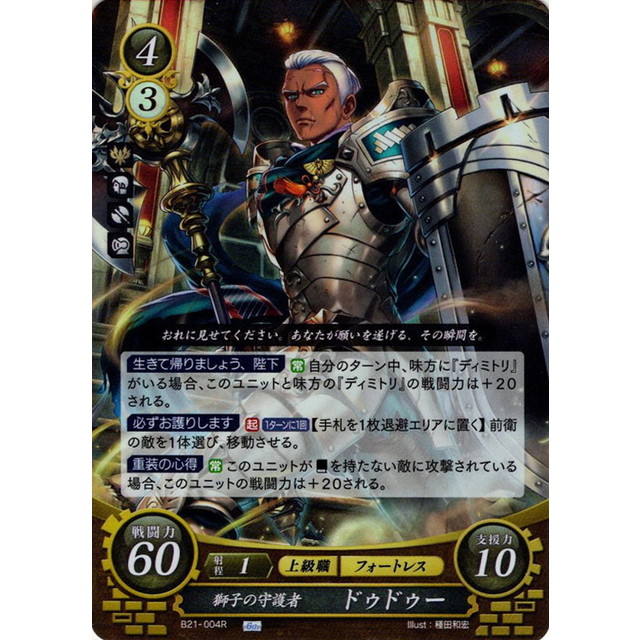 4
3
おれに見せてください。あなたが願いを遂げる、その瞬間を。
生きて帰りましょう、陛下 常 自分のターン中、味方に『ディミトリ』
がいる場合、このユニットと味方の『ディミトリ』の戦闘力は＋20
される。
必ずお護りします 起 1ターンに1回 【手札を1枚退避エリアに置く】前衛
の敵を1体選び、移動させる。
重装の心得 常 このユニットが を持たない敵に攻撃されている
場合、このユニットの戦闘力は＋20される。
戦闘力 60
射程 1 上級職 フォートレス
支援力 10
獅子の守護者 ドゥドゥー
B21-004R Illust：種田和宏